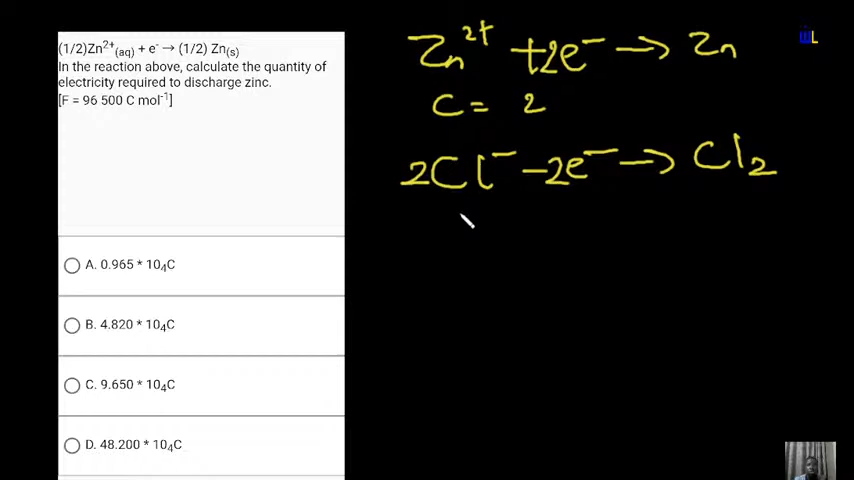 (1/2)Zn²⁺(aq) + e⁻ → (1/2) Zn(s)
In the reaction above, calculate the quantity of
electricity required to discharge zinc.
[F = 96 500 C mol⁻¹]
A. 0.965 * 10₄C
B. 4.820 * 10₄C
C. 9.650 * 10₄C
D. 48.200 * 10₄C
Zn²⁺ +2e⁻ → Zn
C = 2
2Cl⁻ -2e⁻ → Cl₂